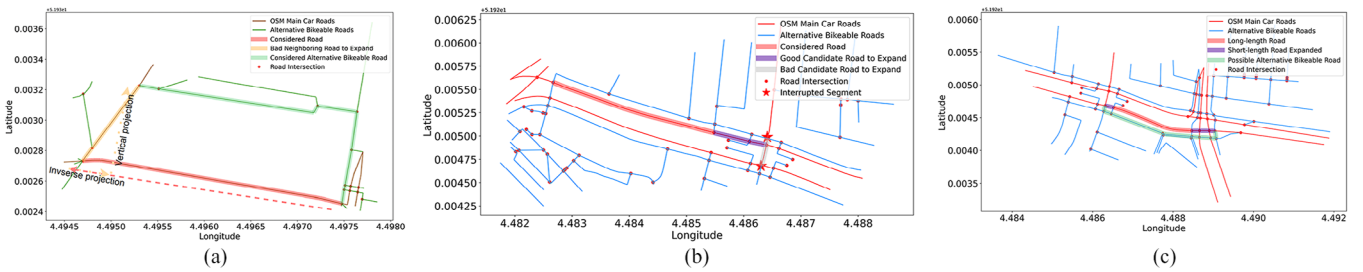 +5.193e1
0.0036
0.0034
0.0032
0.0030
0.0028
0.0026
0.0024
Latitude
OSM Main Car Roads
Alternative Bikeable Roads
Considered Road
Bad Neighboring Road to Expand
Considered Alternative Bikeable Road
Road Intersection
Vertical projection
Invserse projection
4.4945 4.4950 4.4955 4.4960 4.4965 4.4970 4.4975 4.4980
Longitude
(a)
+5.192e1
0.00625
0.00600
0.00575
0.00550
0.00525
0.00500
0.00475
0.00450
0.00425
Latitude
OSM Main Car Roads
Alternative Bikeable Roads
Considered Road
Good Candidate Road to Expand
Bad Candidate Road to Expand
Road Intersection
Interrupted Segment
4.482 4.483 4.484 4.485 4.486 4.487 4.488
Longitude
(b)
+5.192e1
0.0060
0.0055
0.0050
0.0045
0.0040
0.0035
Latitude
OSM Main Car Roads
Alternative Bikeable Roads
Long-length Road
Short-length Road Expanded
Possible Alternative Bikeable Road
Road Intersection
4.484 4.486 4.488 4.490 4.492
Longitude
(c)